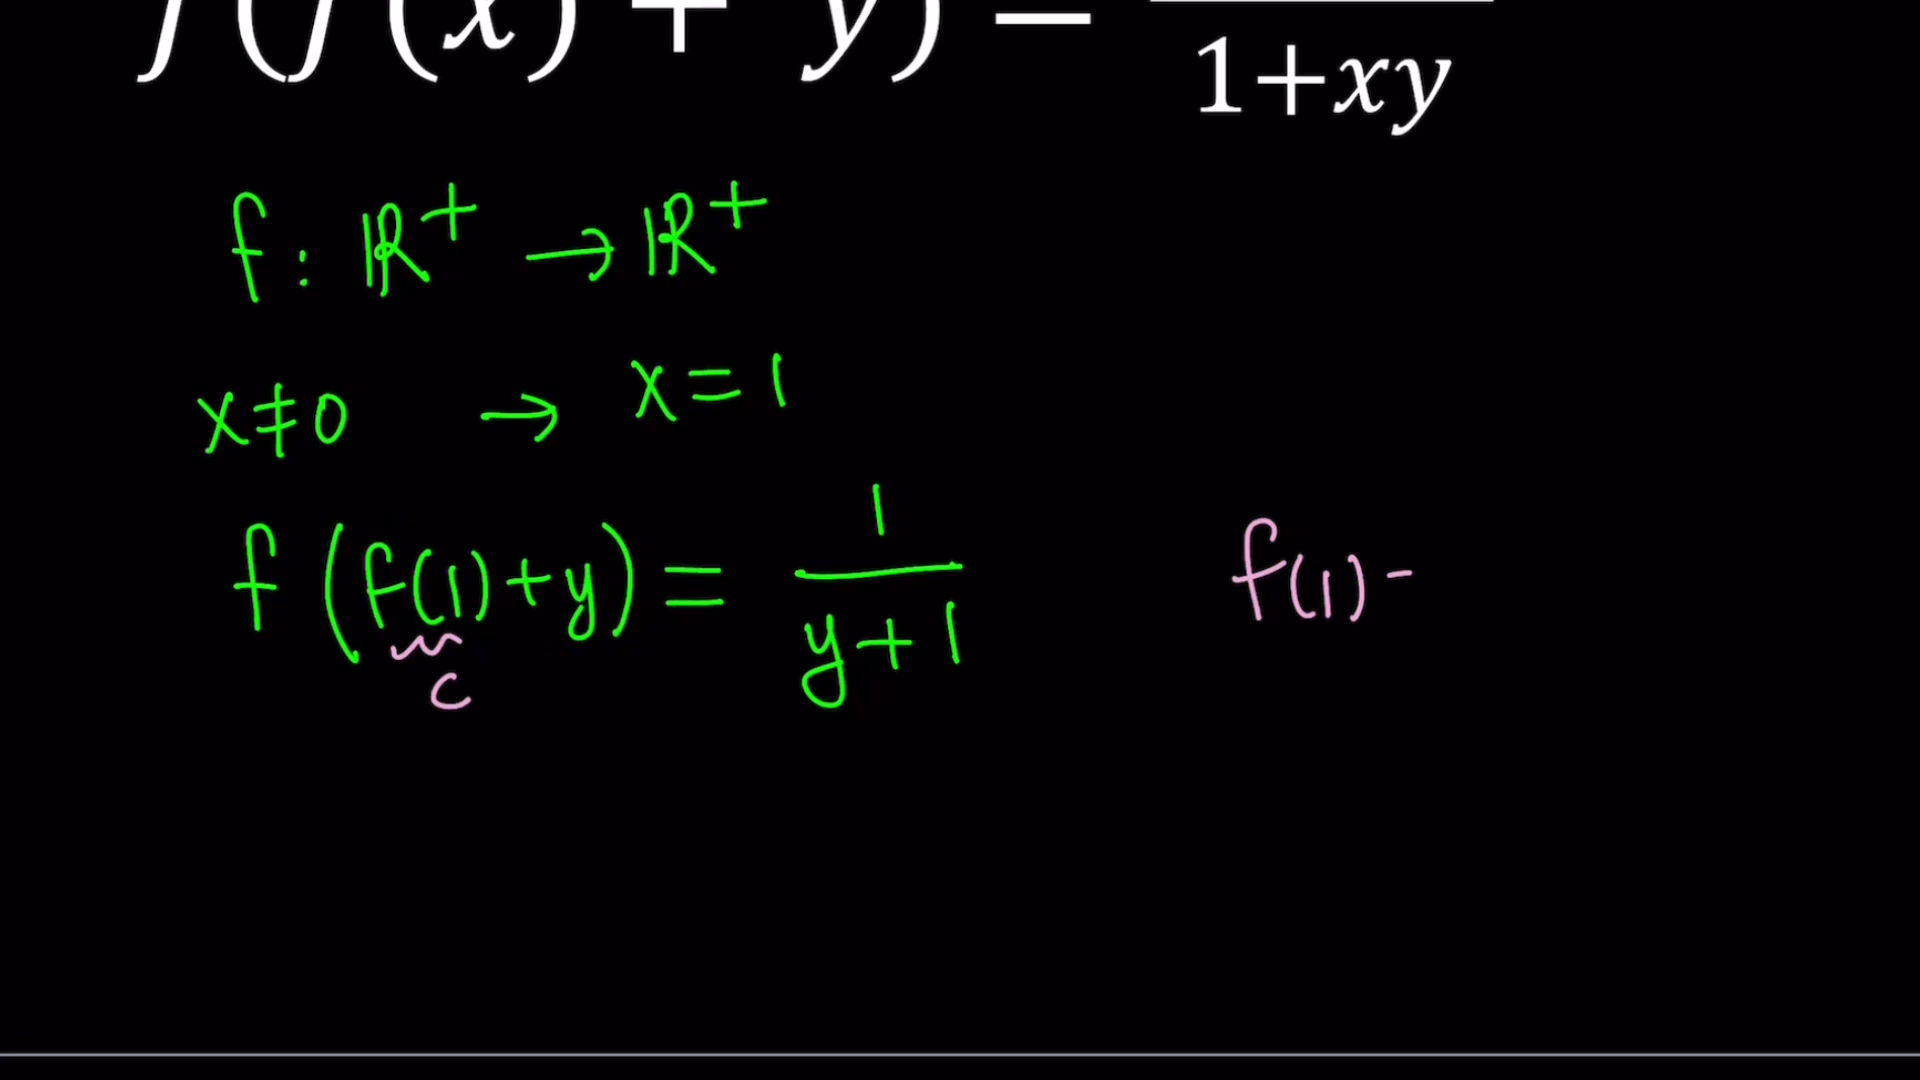 f(f(x) + y) =
1+xy
f: ℝ⁺ → ℝ⁺
x≠0 → x=1
f(f(1)+y) = 1/(y+1) f(1) -
c